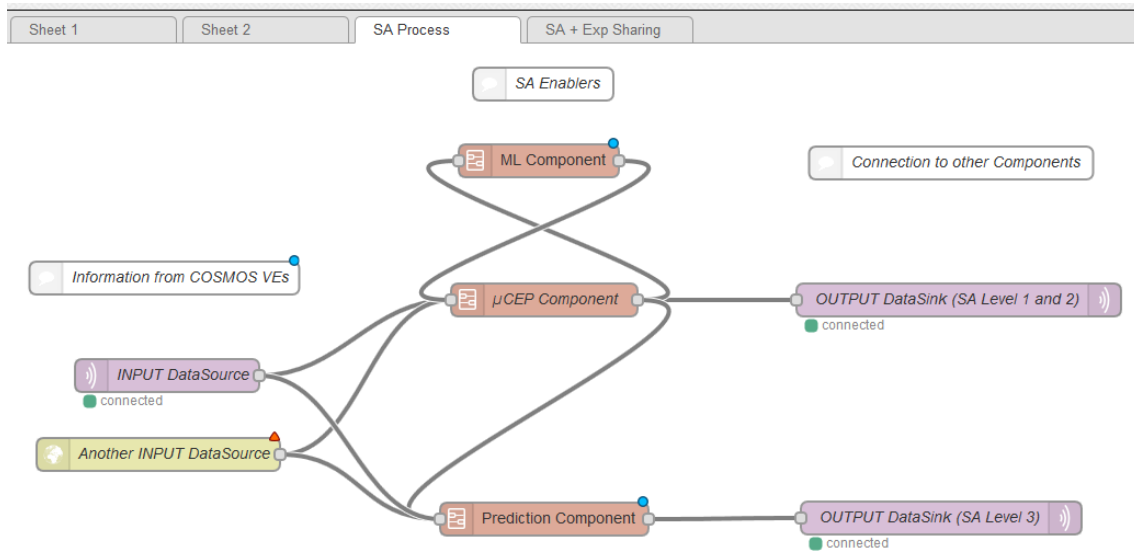 Sheet 1
Sheet 2
SA Process
SA + Exp Sharing
SA Enablers
ML Component
Connection to other Components
Information from COSMOS VEs
µCEP Component
OUTPUT DataSink (SA Level 1 and 2)
connected
INPUT DataSource
connected
Another INPUT DataSource
Prediction Component
OUTPUT DataSink (SA Level 3)
connected